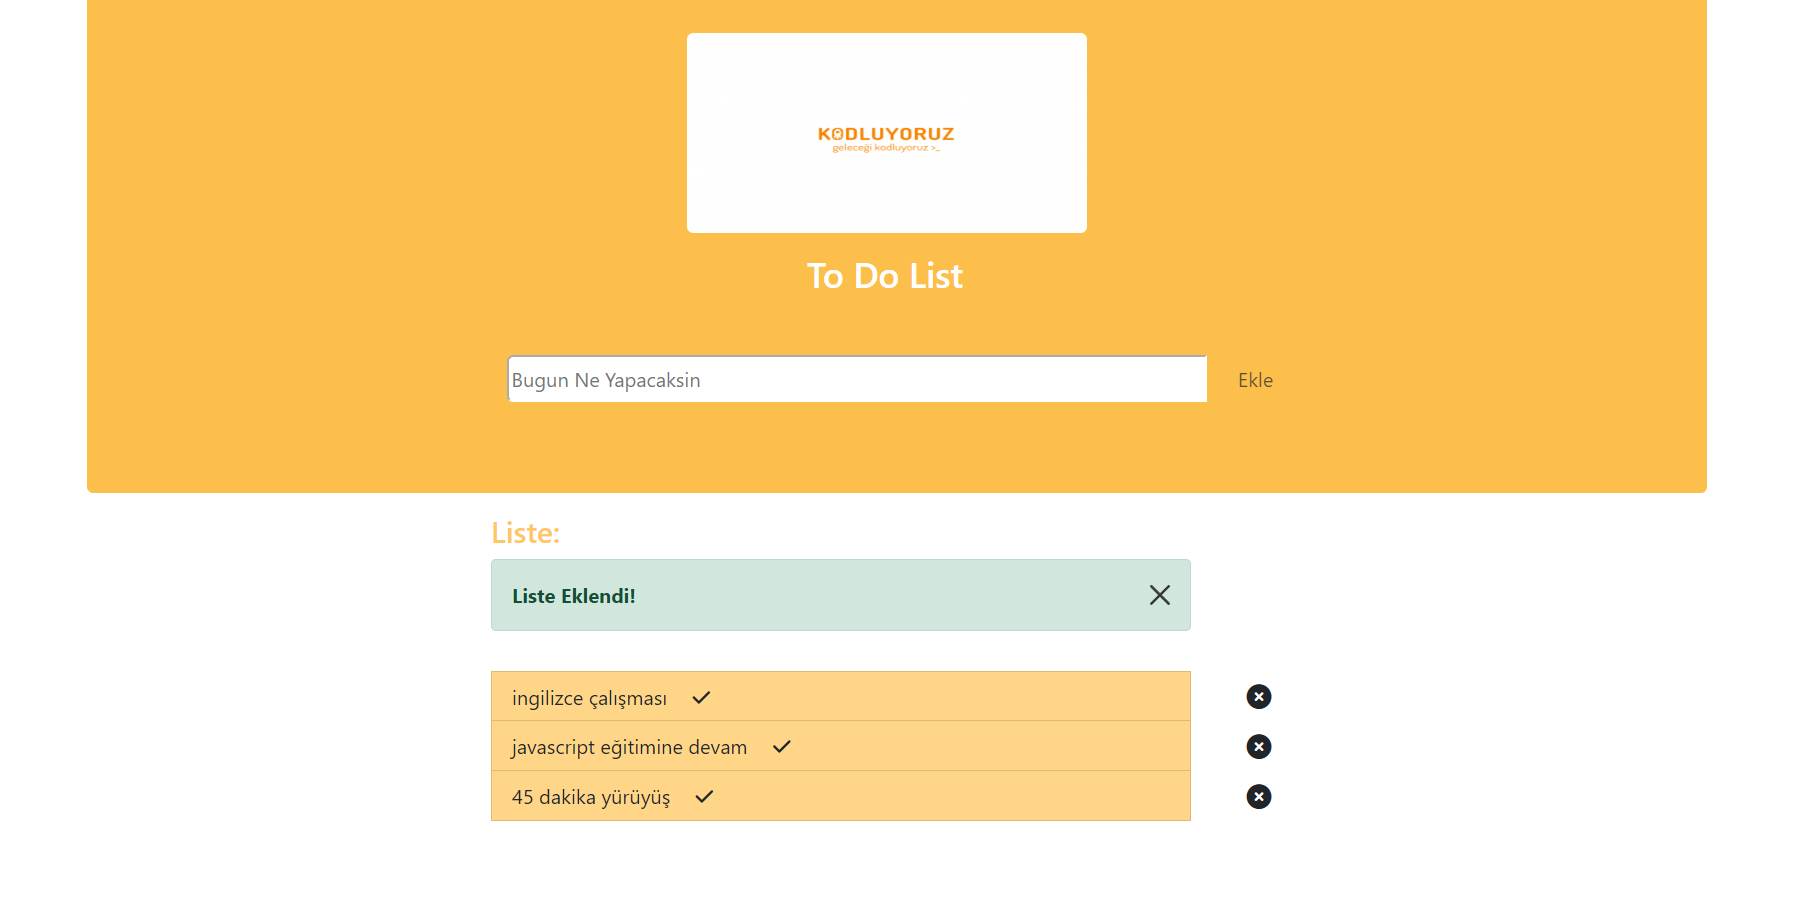 KODLUYORUZ
geleceği kodluyoruz >_
To Do List
Bugun Ne Yapacaksin
Ekle
Liste:
Liste Eklendi!
ingilizce çalışması
javascript eğitimine devam
45 dakika yürüyüş